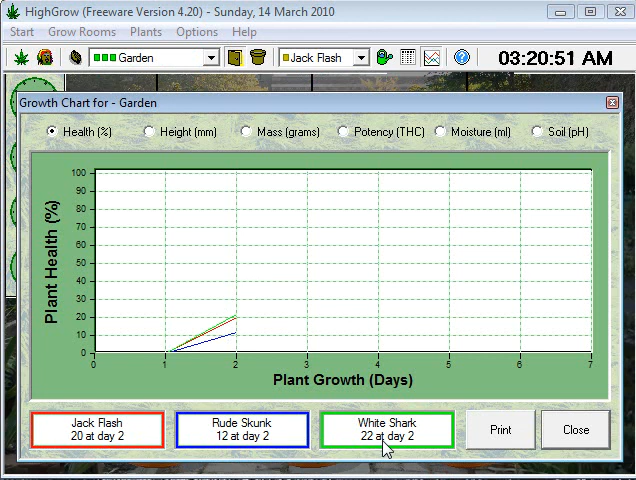 HighGrow (Freeware Version 4.20) - Sunday, 14 March 2010
Start Grow Rooms Plants Options Help
Garden Jack Flash 03:20:51 AM
Growth Chart for - Garden
Health (%) Height (mm) Mass (grams) Potency (THC) Moisture (ml) Soil (pH)
Plant Health (%)
100
90
80
70
60
50
40
30
20
10
0
0 1 2 3 4 5 6 7
Plant Growth (Days)
Jack Flash
20 at day 2
Rude Skunk
12 at day 2
White Shark
22 at day 2
Print
Close